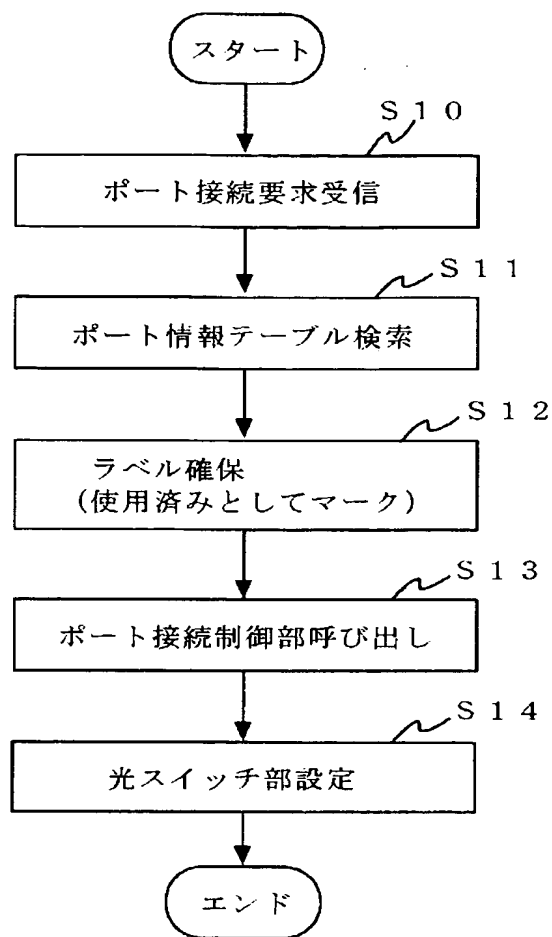 スタート
S10
ポート接続要求受信
S11
ポート情報テーブル検索
S12
ラベル確保
(使用済みとしてマーク)
S13
ポート接続制御部呼び出し
S14
光スイッチ部設定
エンド